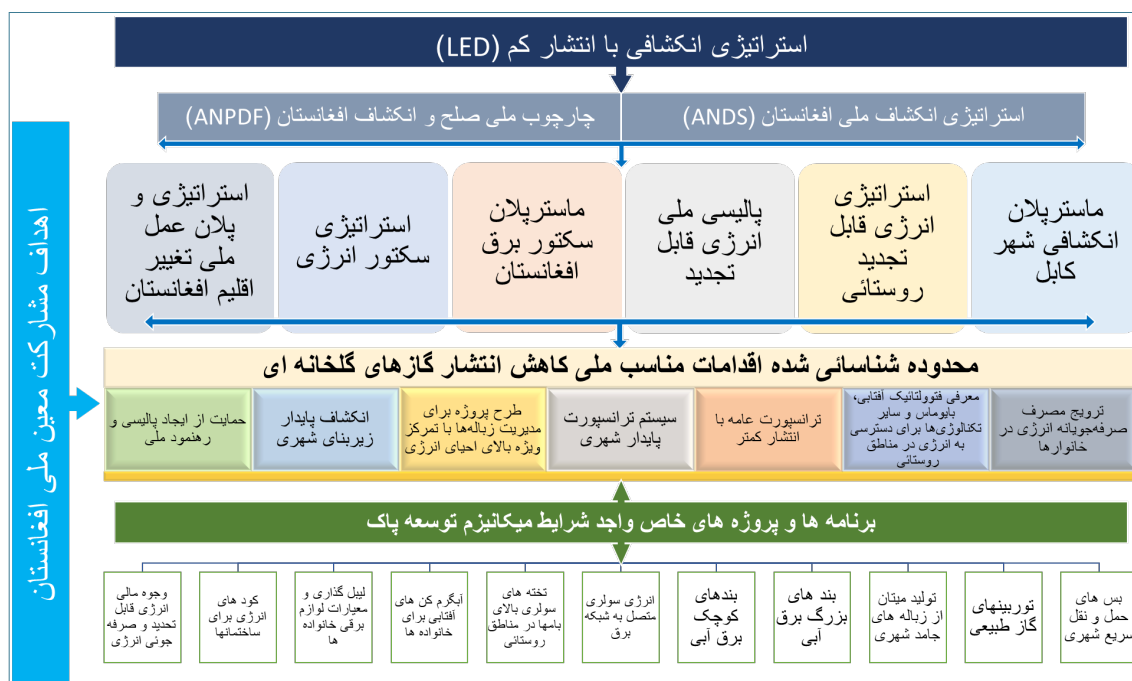 استراتیژی انکشافی با انتشار کم (LED)
استراتیژی انکشاف ملی افغانستان (ANDS)
چارچوب ملی صلح و انکشاف افغانستان (ANPDF)
اهداف مشارکت معین ملی افغانستان
ماسترپلان
انکشافی شهر
کابل
استراتیژی
انرژی قابل
تجدید
روستائی
پالیسی ملی
انرژی قابل
تجدید
ماسترپلان
سکتور برق
افغانستان
استراتیژی
سکتور انرژی
استراتیژی و
پلان عمل
ملی تغییر
اقلیم افغانستان
محدوده شناسائی شده اقدامات مناسب ملی کاهش انتشار گازهای گلخانه ای
ترویج مصرف
صرفه‌جویانه انرژی در
خانوارها
معرفی فتوولتائیک آفتابی،
بایوماس و سایر
تکنالوژی‌ها برای دسترسی
به انرژی در مناطق
روستائی
ترانسپورت عامه با
انتشار کمتر
سیستم ترانسپورت
پایدار شهری
طرح پروژه برای
مدیریت زباله‌ها با تمرکز
ویژه بالای احیای انرژی
انکشاف پایدار
زیربنای شهری
حمایت از ایجاد پالیسی و
رهنمود ملی
برنامه ها و پروژه های خاص واجد شرایط میکانیزم توسعه پاک
بس های
حمل و نقل
سریع شهری
توربینهای
گاز طبیعی
تولید میتان
از زباله های
جامد شهری
بند های
بزرگ برق
آبی
بندهای
کوچک
برق آبی
انرژی سولری
متصل به شبکه
برق
تخته های
سولری بالای
بامها در مناطق
روستائی
آبگرم کن های
آفتابی برای
خانواده ها
لیبل گذاری و
معیارات لوازم
برقی خانواده
ها
کود های
انرژی برای
ساختمانها
وجوه مالی
انرژی قابل
تحدید و صرفه
جوئی انرژی